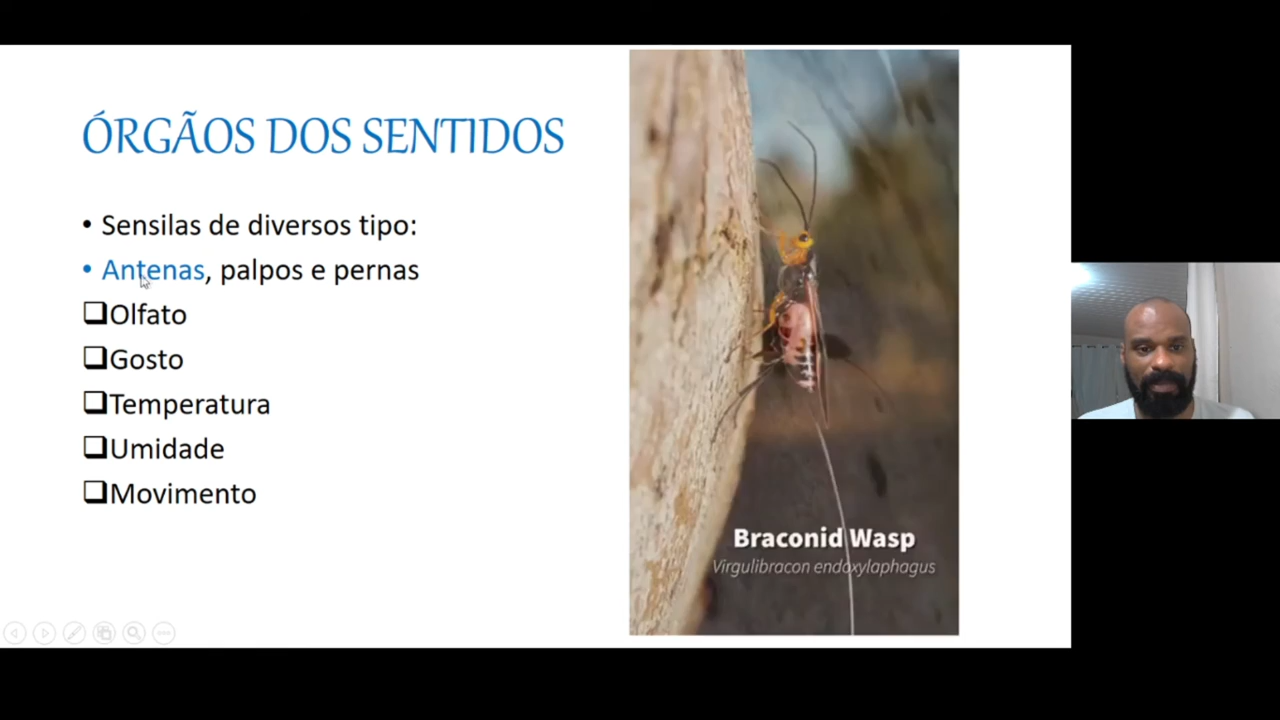 ÓRGÃOS DOS SENTIDOS
• Sensilas de diversos tipo:
• Antenas, palpos e pernas
❑Olfato
❑Gosto
❑Temperatura
❑Umidade
❑Movimento
Braconid Wasp
Virgulibracon endoxylaphagus